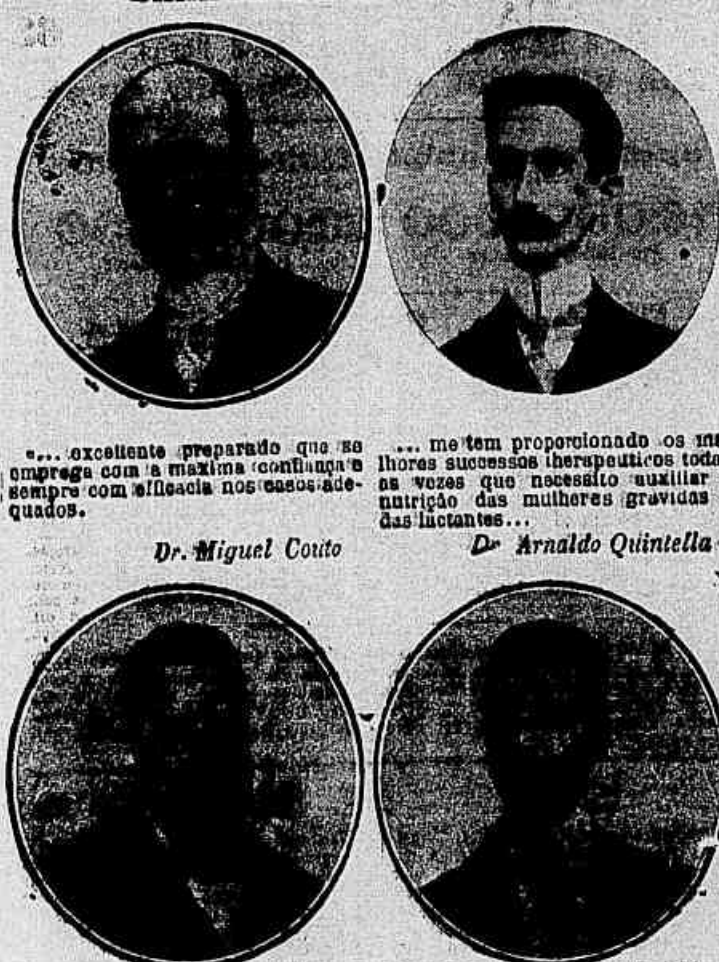 "... excellente preparado que se
emprega com a maxima confiança e
sempre com efficacia nos casos ade-
quados.
Dr. Miguel Couto
... me tem proporcionado os me
lhores successos therapeuticos toda
as vezes que necessito auxiliar
nutrição das mulheres gravidas
das lactantes...
Dr Arnaldo Quintella